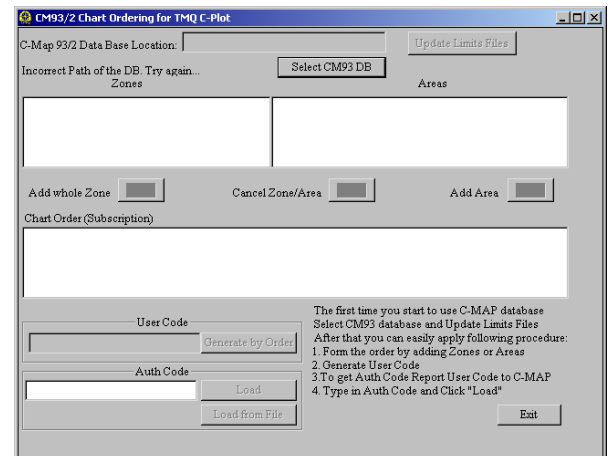 CM93/2 Chart Ordering for TMQ C-Plot
C-Map 93/2 Data Base Location:
Update Limits Files
Incorrect Path of the DB. Try again...
Select CM93 DB
Zones
Areas
Add whole Zone
Cancel Zone/Area
Add Area
Chart Order (Subscription)
User Code
Generate by Order
Auth Code
Load
Load from File
The first time you start to use C-MAP database
Select CM93 database and Update Limits Files
After that you can easily apply following procedure:
1. Form the order by adding Zones or Areas
2. Generate User Code
3.To get Auth Code Report User Code to C-MAP
4. Type in Auth Code and Click "Load"
Exit